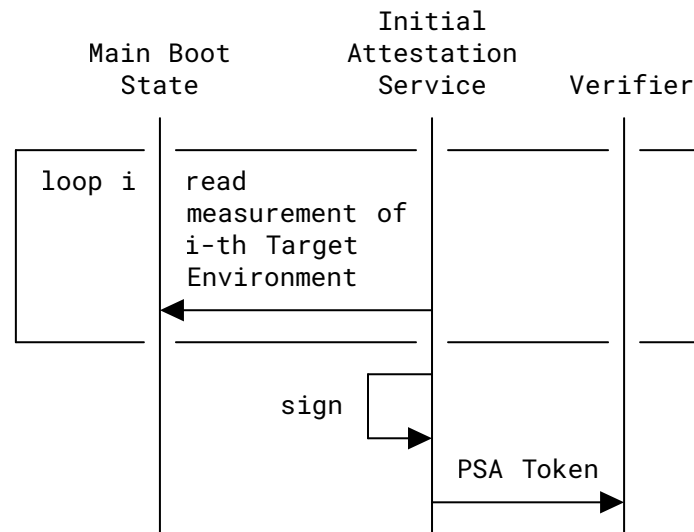 Initial
Main Boot Attestation
State Service Verifier
loop i read
measurement of
i-th Target
Environment
sign
PSA Token